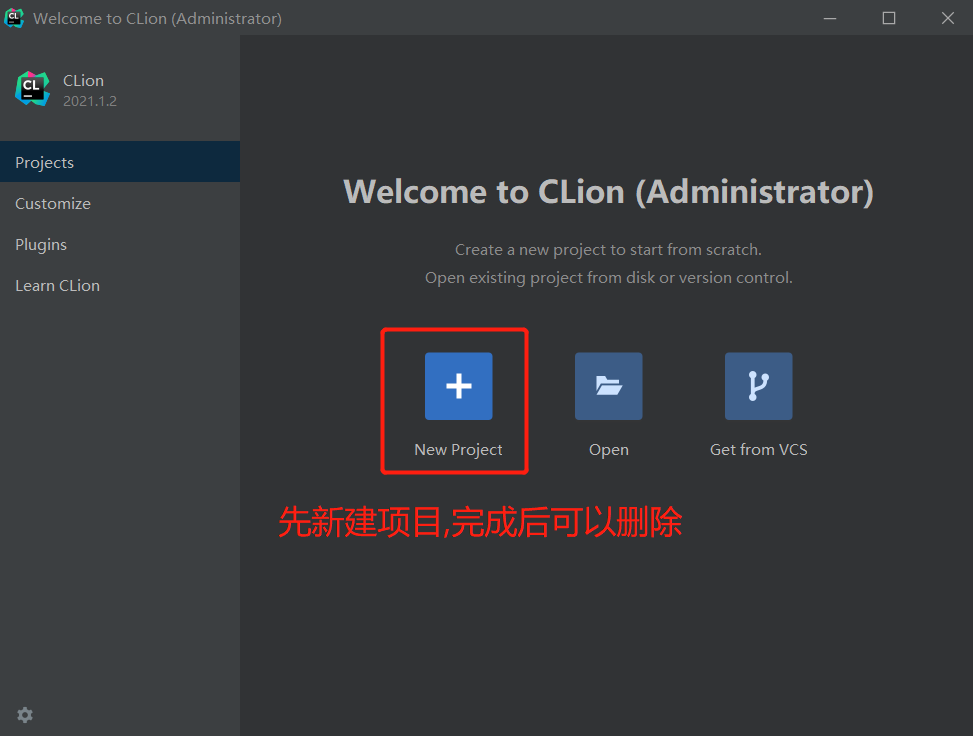 Welcome to CLion (Administrator)
CLion
2021.1.2
Projects
Customize
Plugins
Learn CLion
Welcome to CLion (Administrator)
Create a new project to start from scratch.
Open existing project from disk or version control.
New Project
Open
Get from VCS
先新建项目,完成后可以删除